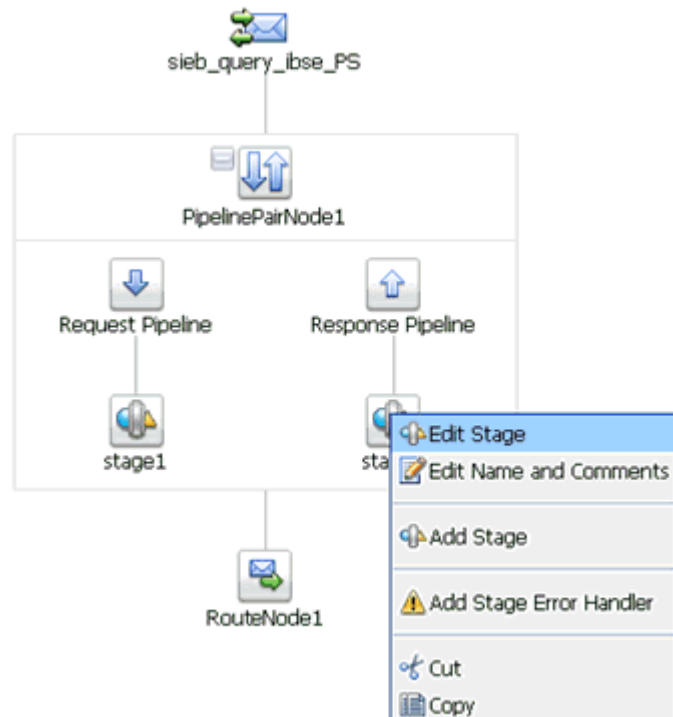 sieb_query_ibse_PS
PipelinePairNode1
Request Pipeline
Response Pipeline
stage1
Edit Stage
Edit Name and Comments
Add Stage
RouteNode1
Add Stage Error Handler
Cut
Copy